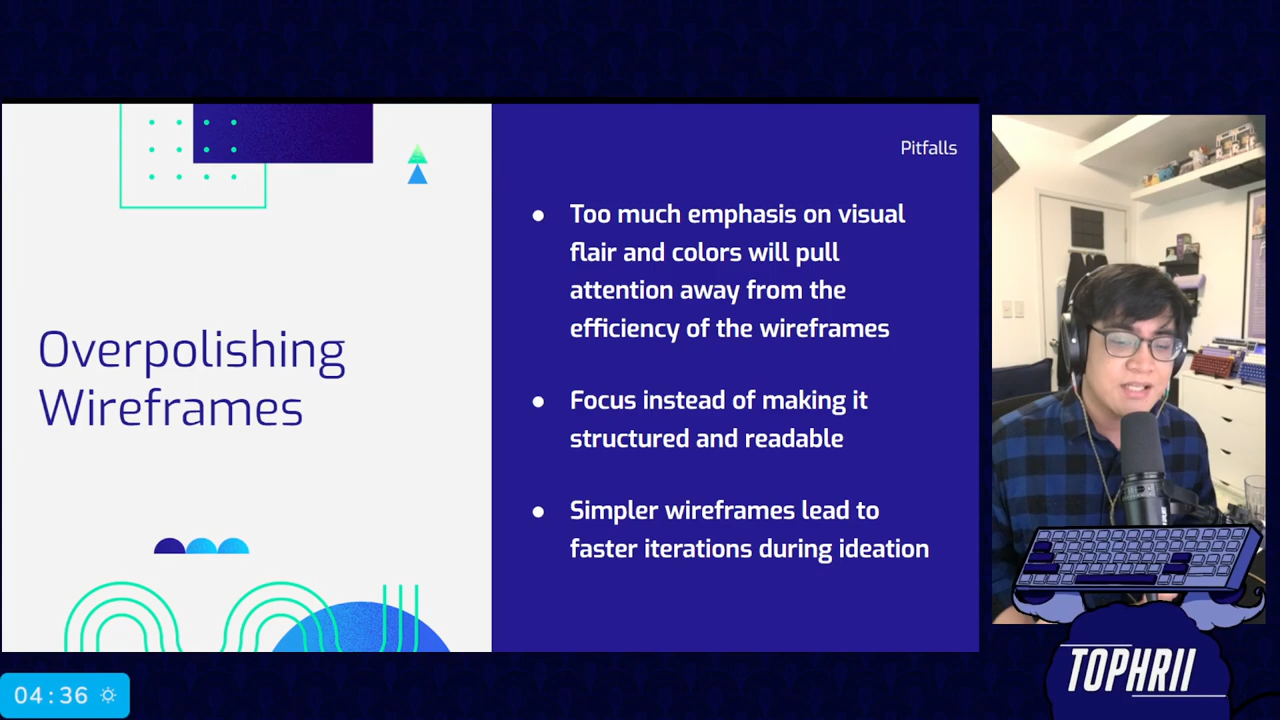 Overpolishing
Wireframes
Pitfalls
● Too much emphasis on visual
flair and colors will pull
attention away from the
efficiency of the wireframes
● Focus instead of making it
structured and readable
● Simpler wireframes lead to
faster iterations during ideation
04:36
TOPHRII